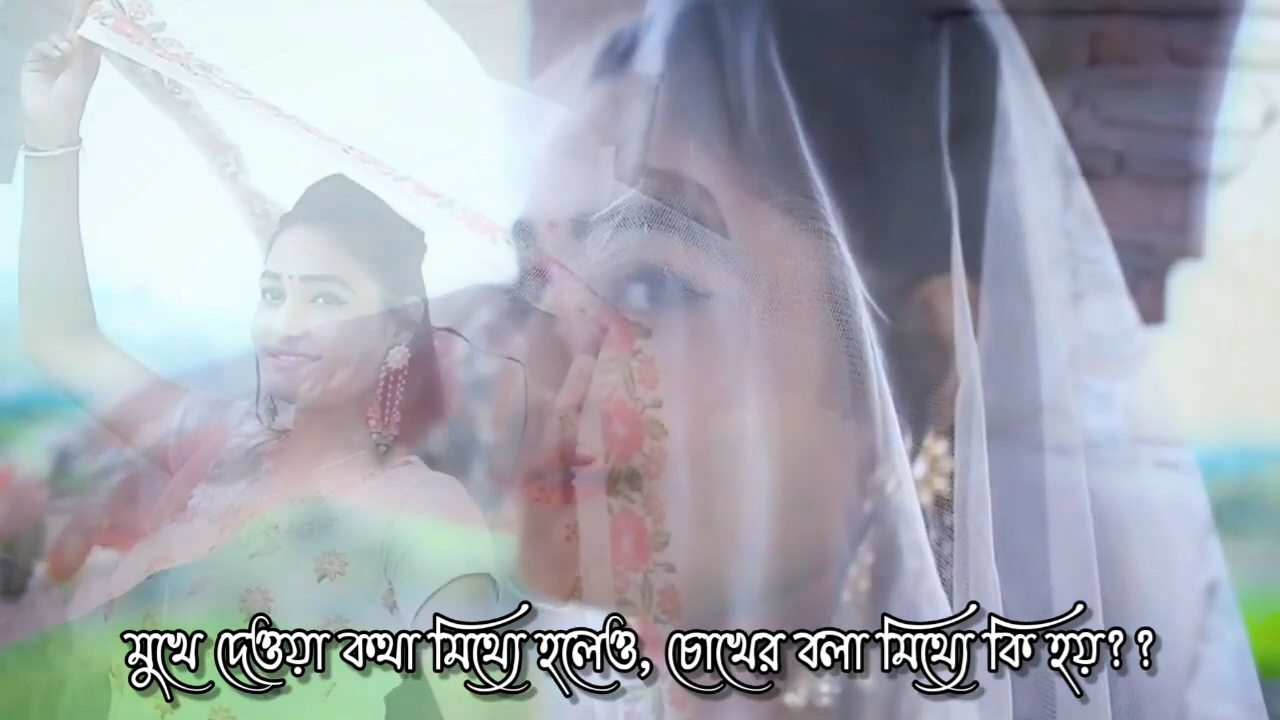 মুখে দেওয়া কথা মিথ্যে হলেও, চোখের বলা মিথ্যে কি হয়??